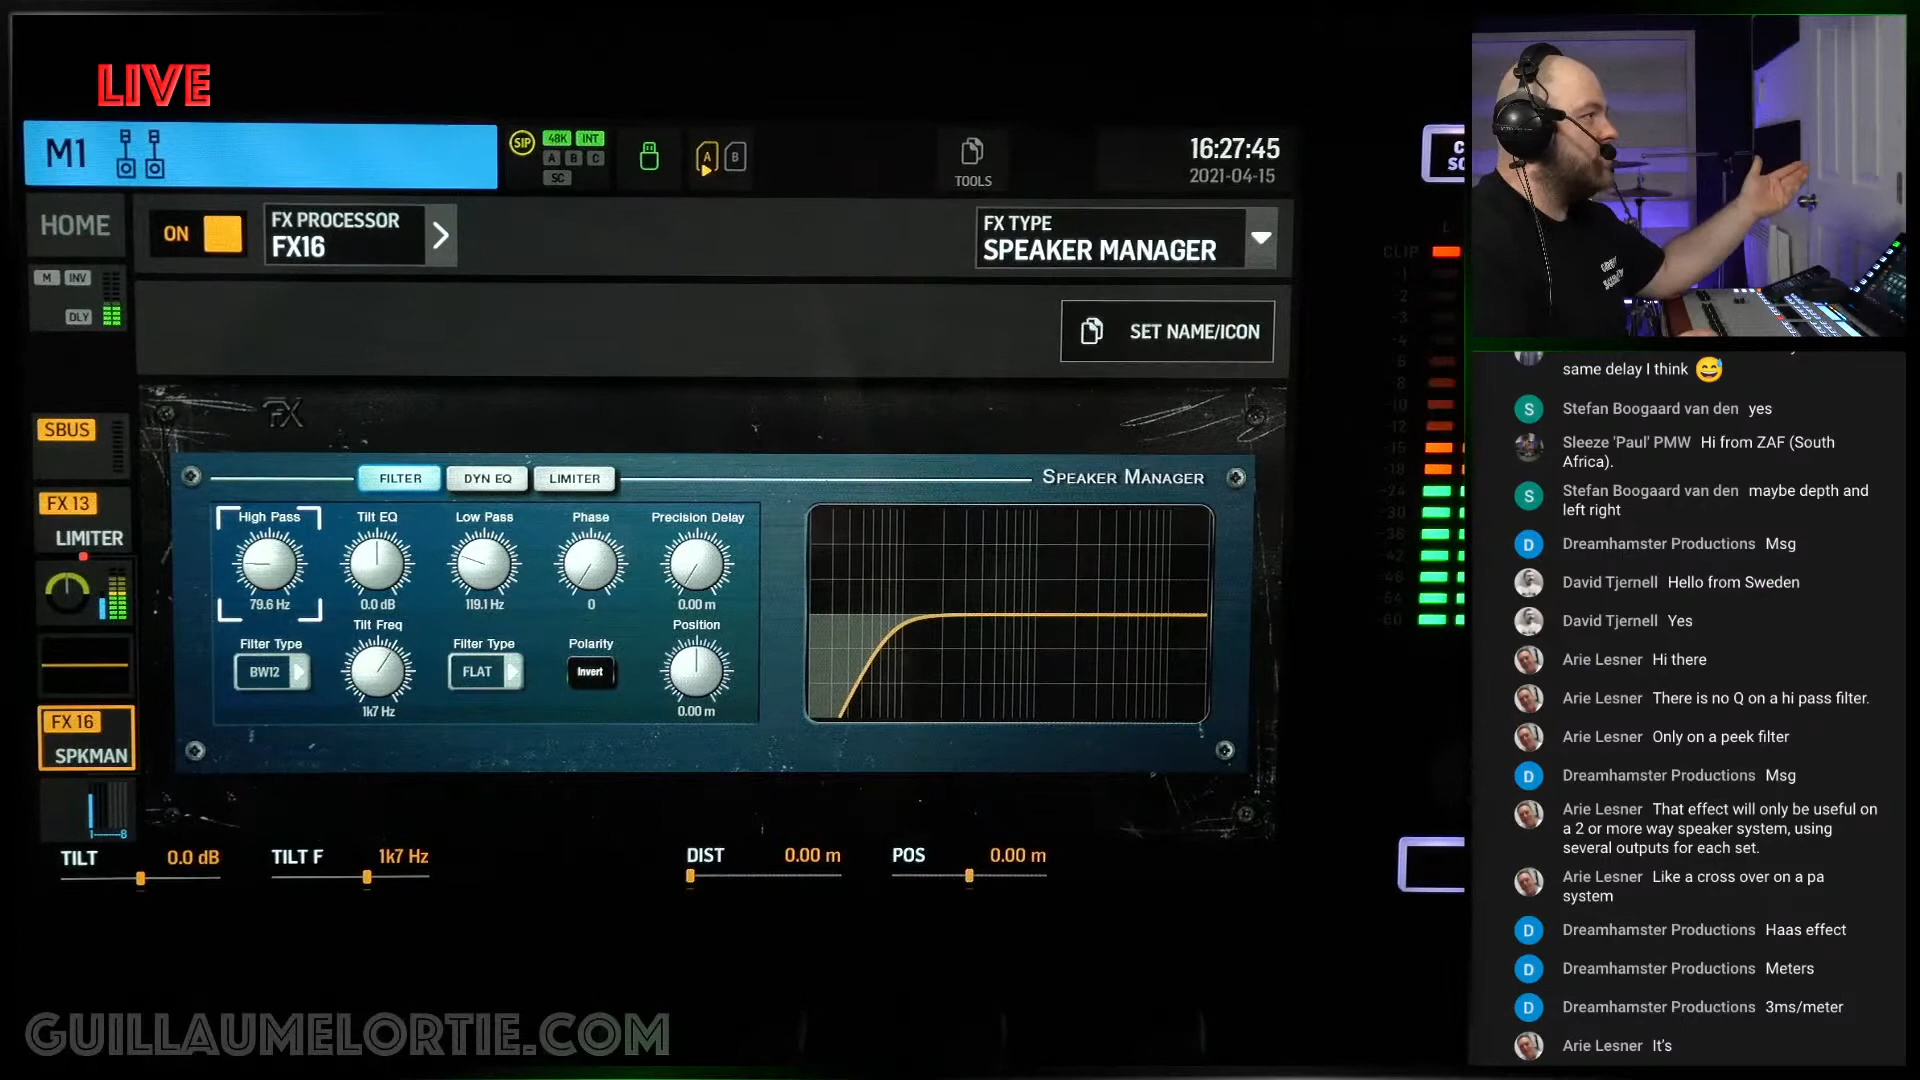 LIVE
M1
SIP
48K INT
A B C
SC
A B
TOOLS
16:27:45
2021-04-15
HOME
ON
FX PROCESSOR
FX16
FX TYPE
SPEAKER MANAGER
M INV
DLY
SET NAME/ICON
FX
SBUS
FX 13
LIMITER
FX 16
SPKMAN
1 8
FILTER DYN EQ LIMITER
SPEAKER MANAGER
High Pass Tilt EQ Low Pass Phase Precision Delay
79.6 Hz 0.0 dB 119.1 Hz 0 0.00 m
Tilt Freq Position
Filter Type Filter Type Polarity
BW12 FLAT Invert
1k7 Hz 0.00 m
TILT 0.0 dB TILT F 1k7 Hz DIST 0.00 m POS 0.00 m
GUILLAUMELORTIE.COM
L
CLIP
same delay I think 😅
S Stefan Boogaard van den yes
Sleeze 'Paul' PMW Hi from ZAF (South
Africa).
S Stefan Boogaard van den maybe depth and
left right
D Dreamhamster Productions Msg
David Tjernell Hello from Sweden
David Tjernell Yes
Arie Lesner Hi there
Arie Lesner There is no Q on a hi pass filter.
Arie Lesner Only on a peek filter
D Dreamhamster Productions Msg
Arie Lesner That effect will only be useful on
a 2 or more way speaker system, using
several outputs for each set.
Arie Lesner Like a cross over on a pa
system
D Dreamhamster Productions Haas effect
D Dreamhamster Productions Meters
D Dreamhamster Productions 3ms/meter
Arie Lesner It's